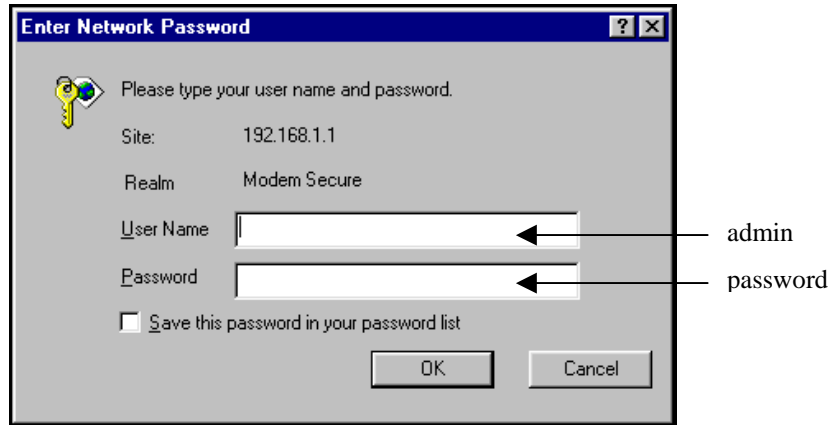 Enter Network Password
Please type your user name and password.
Site: 192.168.1.1
Realm Modem Secure
User Name admin
Password password
Save this password in your password list
OK Cancel